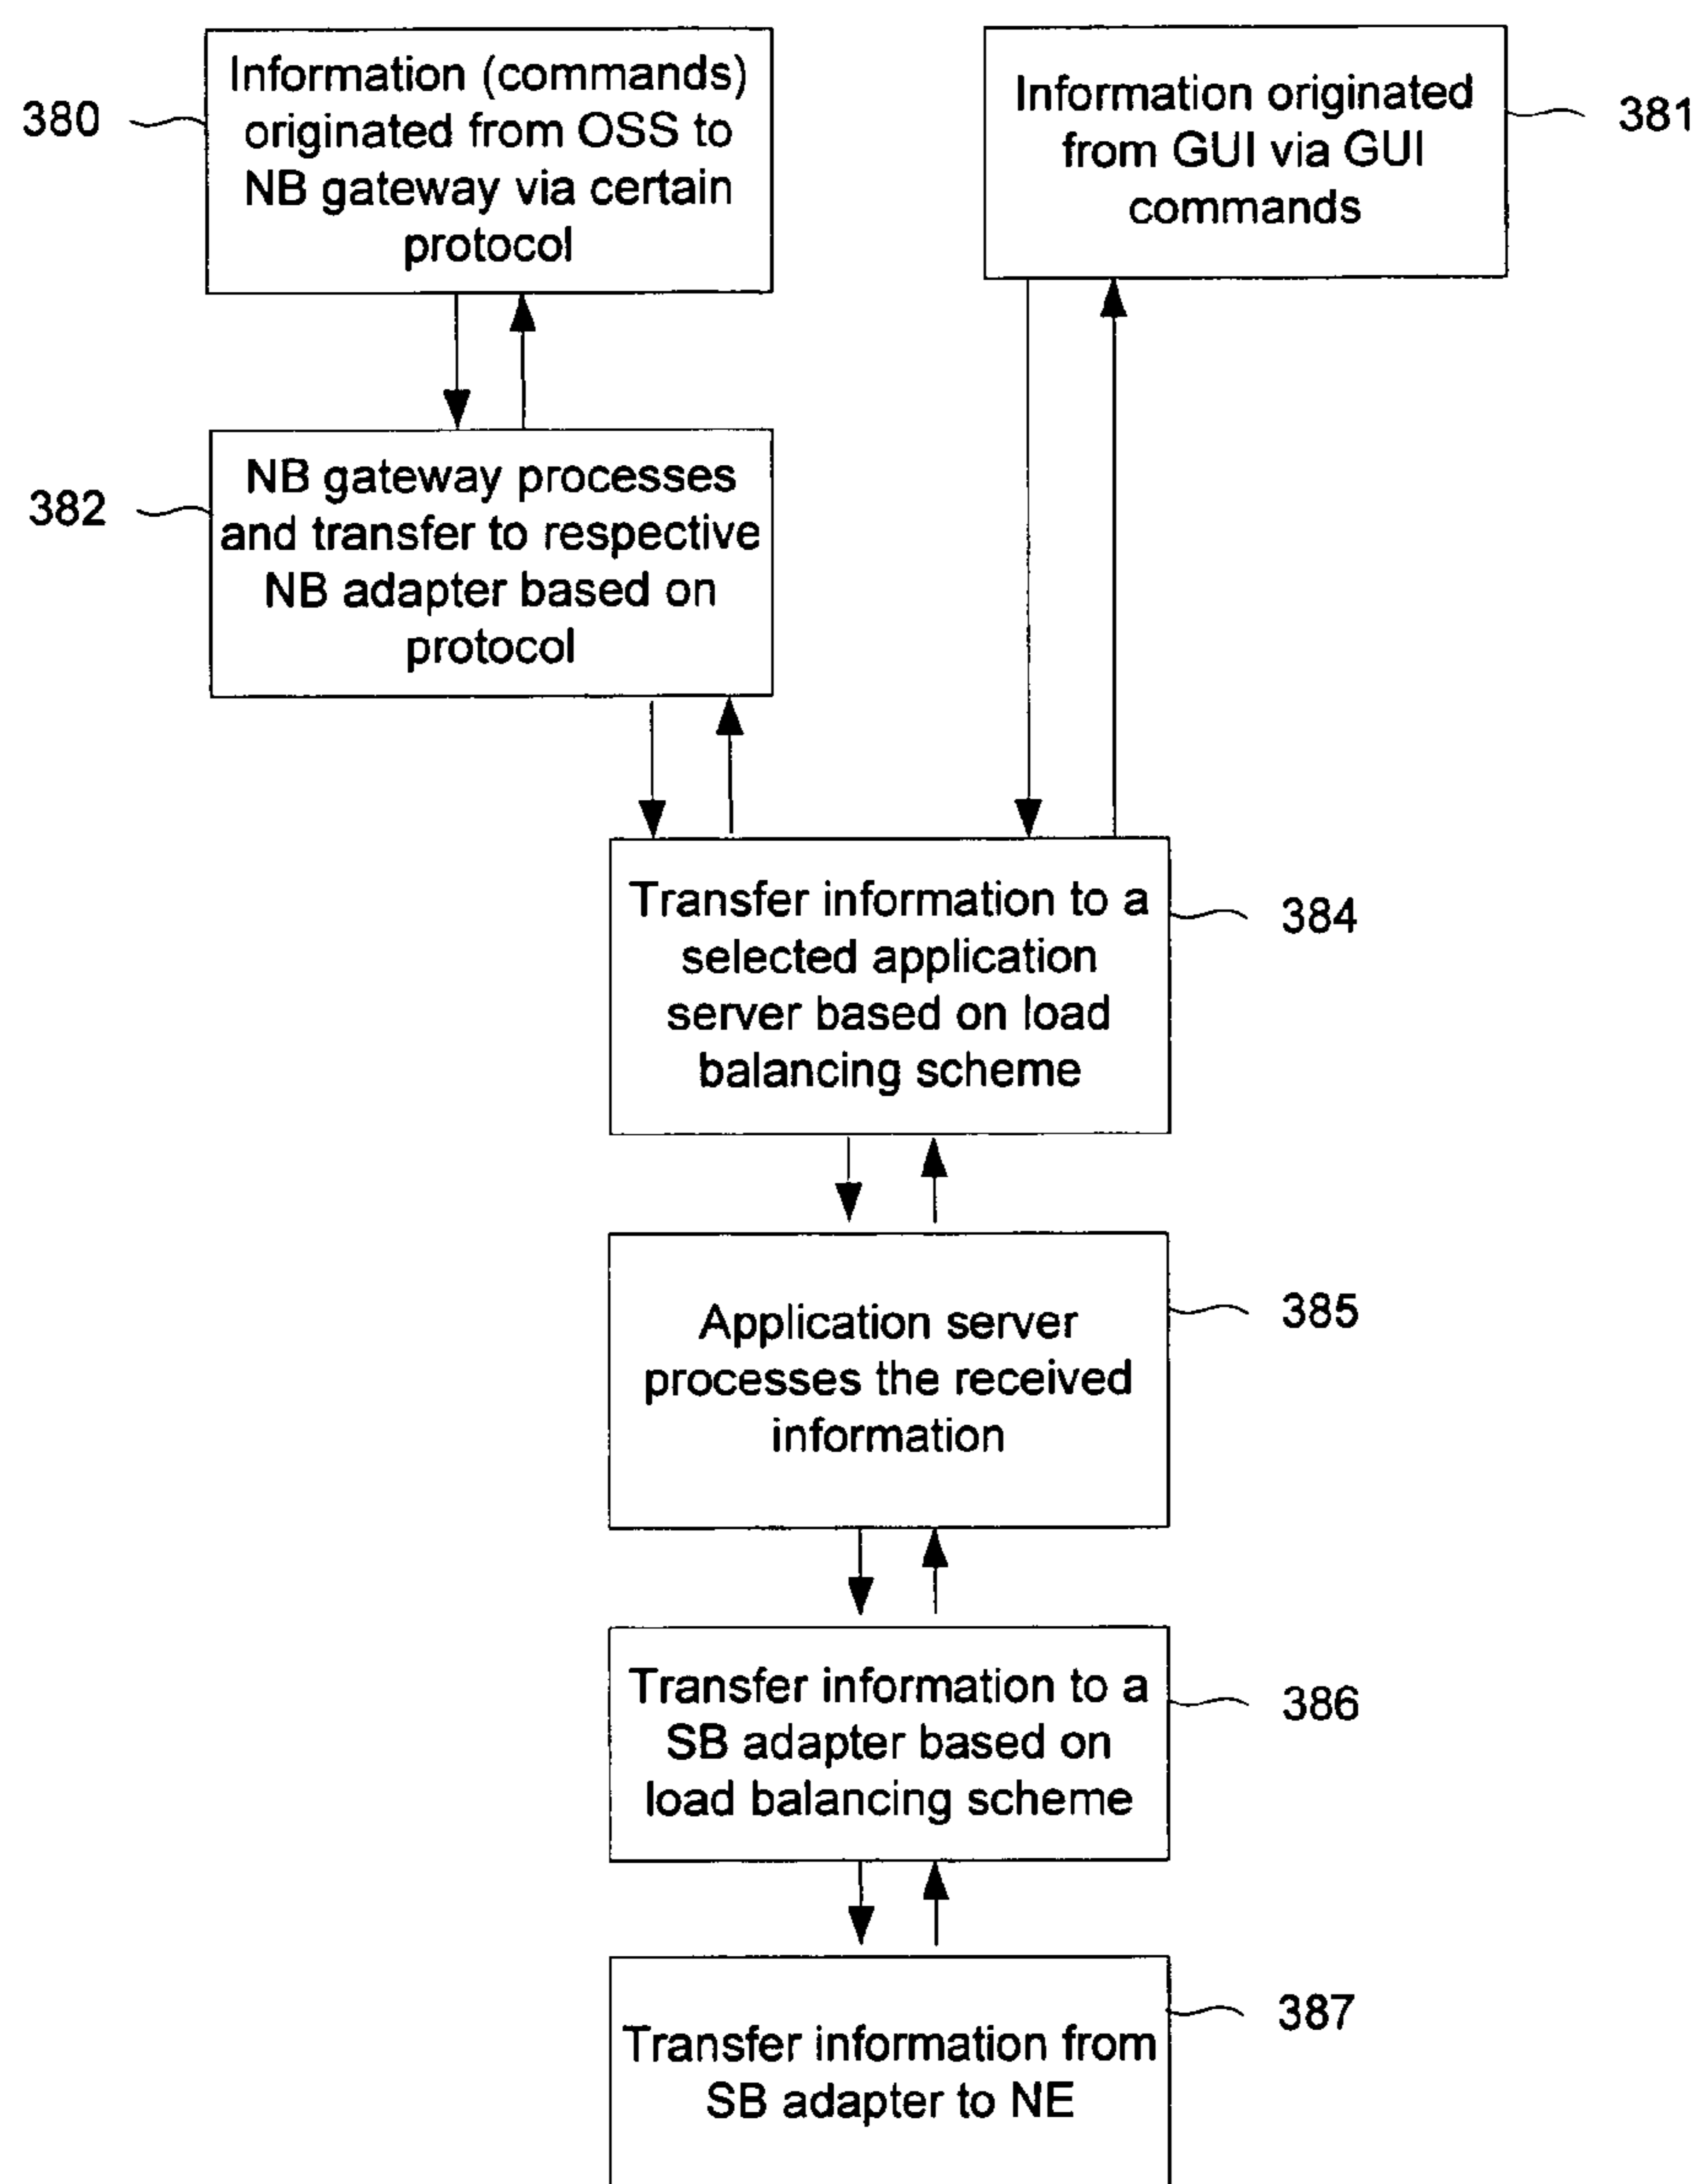 380
Information (commands)
originated from OSS to
NB gateway via certain
protocol
Information originated
from GUI via GUI
commands
381
382
NB gateway processes
and transfer to respective
NB adapter based on
protocol
Transfer information to a
selected application
server based on load
balancing scheme
384
Application server
processes the received
information
385
Transfer information to a
SB adapter based on
load balancing scheme
386
Transfer information from
SB adapter to NE
387